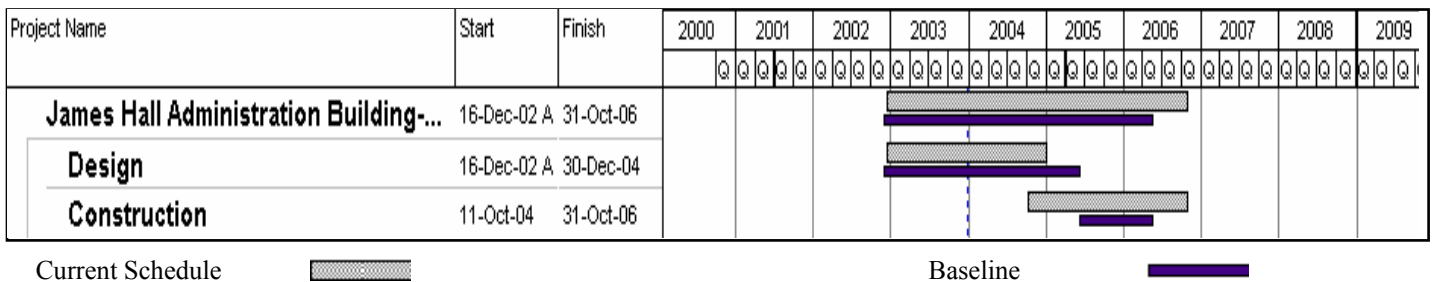 Project Name Start Finish 2000 2001 2002 2003 2004 2005 2006 2007 2008 2009
Q Q Q Q Q Q Q Q Q Q Q Q Q Q Q Q Q Q Q Q Q Q Q Q Q Q Q Q Q Q Q Q Q Q Q Q
James Hall Administration Building-... 16-Dec-02 A 31-Oct-06
Design 16-Dec-02 A 30-Dec-04
Construction 11-Oct-04 31-Oct-06
Current Schedule Baseline